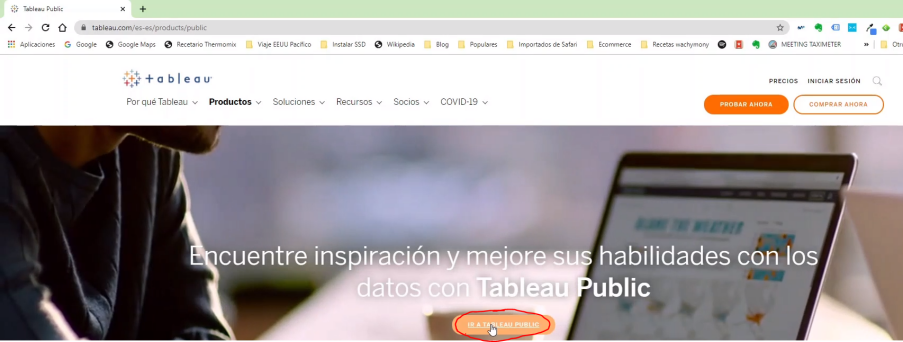 Tableau Public
tableau.com/es-es/products/public
Aplicaciones Google Google Maps Recetario Thermomix Viaje EEUU Pacífico Instalar SSD Wikipedia Blog Populares Importados de Safari Ecommerce Recetas wachymony MEETING TAXIMETER » Otro
+ableau
PRECIOS INICIAR SESIÓN
Por qué Tableau Productos Soluciones Recursos Socios COVID-19
PROBAR AHORA COMPRAR AHORA
Encuentre inspiración y mejore sus habilidades con los
datos con Tableau Public
IR A TABLEAU PUBLIC